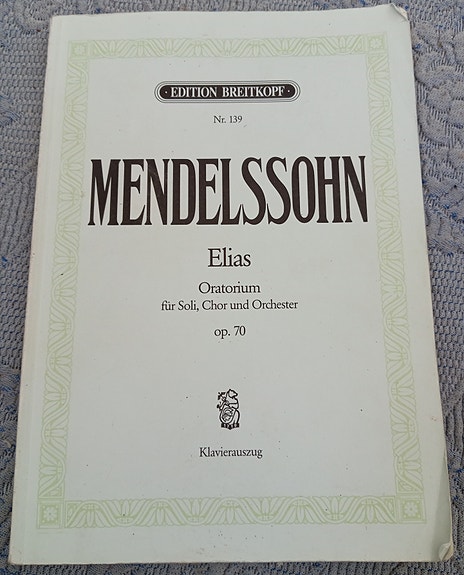 · EDITION BREITKOPF ·
Nr. 139
MENDELSSOHN
Elias
Oratorium
für Soli, Chor und Orchester
op. 70
Klavierauszug